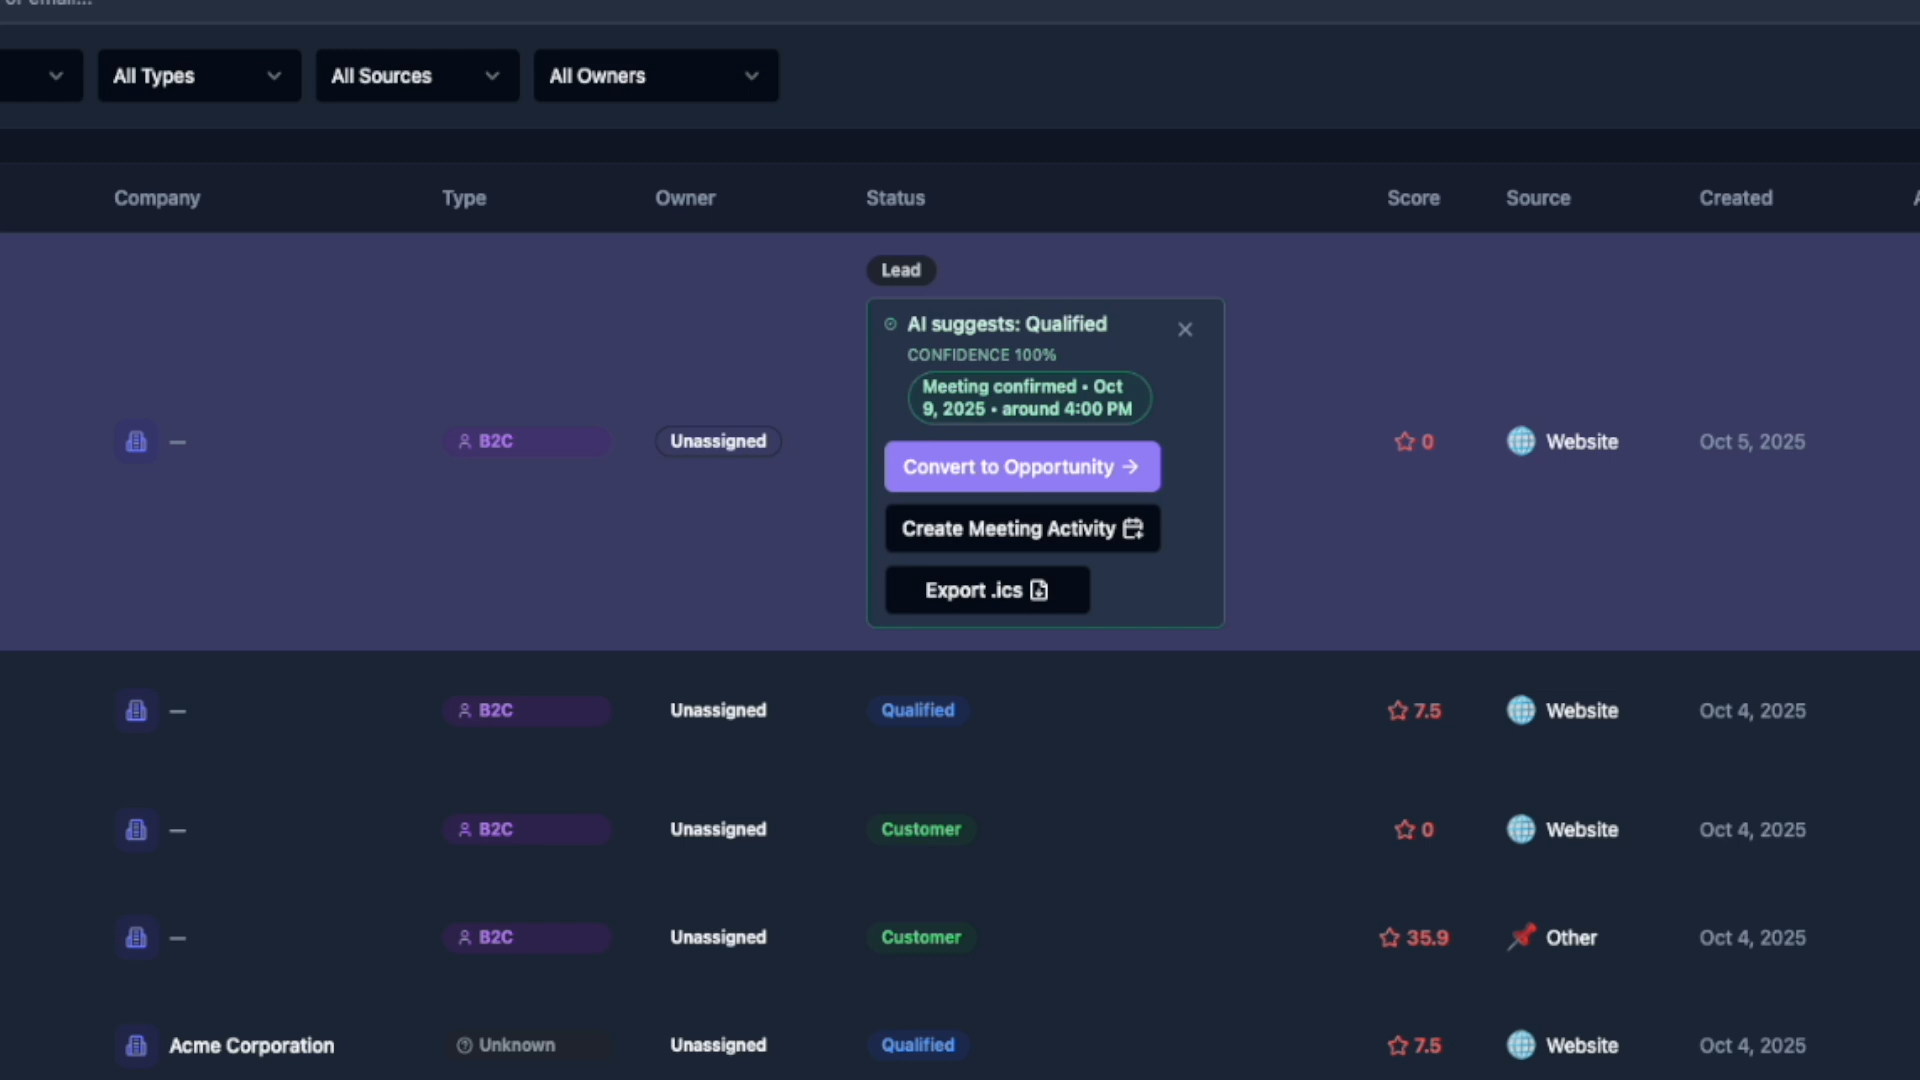 or email...
All Types
All Sources
All Owners
Company
Type
Owner
Status
Score
Source
Created
Lead
AI suggests: Qualified
CONFIDENCE 100%
Meeting confirmed • Oct
9, 2025 • around 4:00 PM
Convert to Opportunity →
Create Meeting Activity
Export .ics
— B2C Unassigned 0 Website Oct 5, 2025
— B2C Unassigned Qualified 7.5 Website Oct 4, 2025
— B2C Unassigned Customer 0 Website Oct 4, 2025
— B2C Unassigned Customer 35.9 Other Oct 4, 2025
Acme Corporation Unknown Unassigned Qualified 7.5 Website Oct 4, 2025